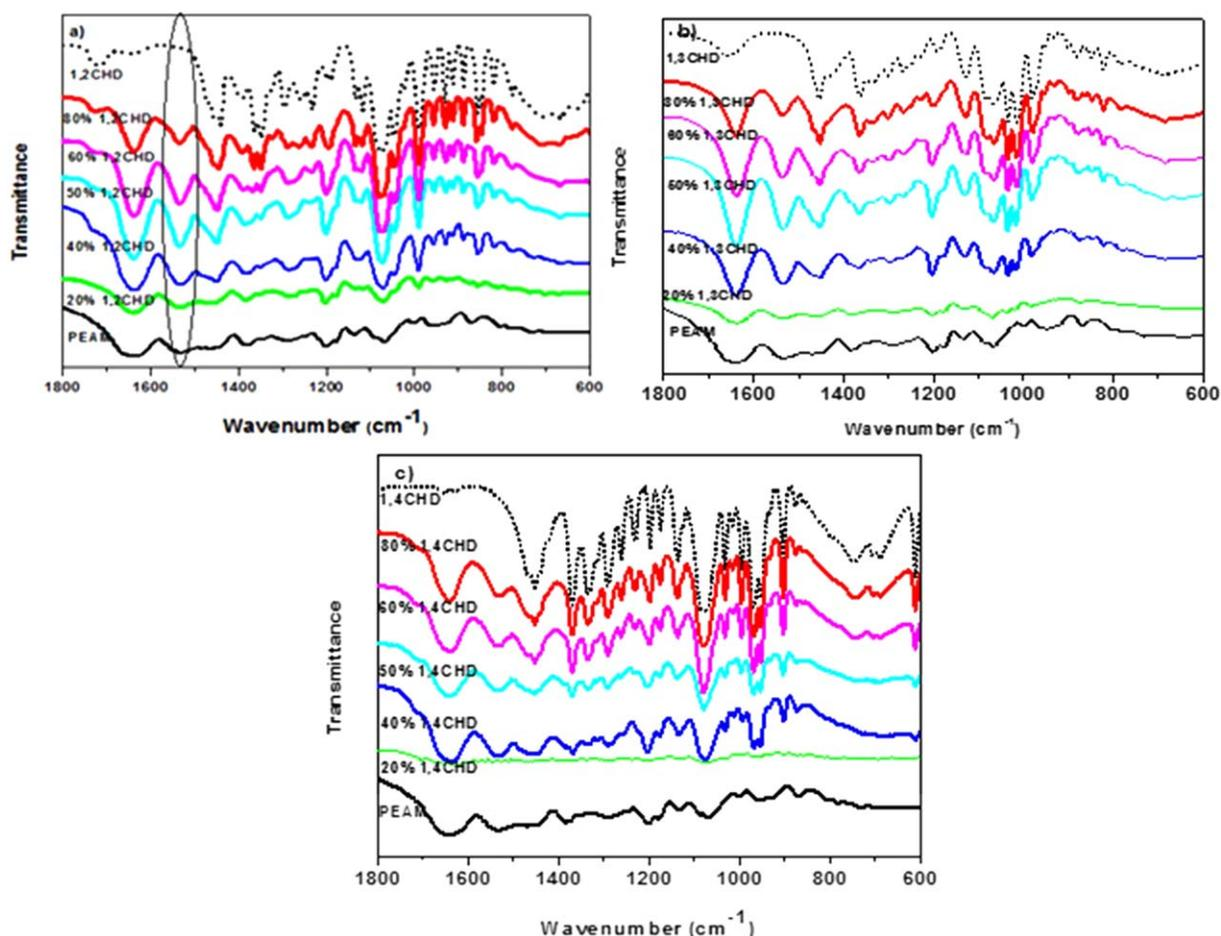 a)
1,2CHD
80% 1,2CHD
60% 1,2CHD
50% 1,2CHD
40% 1,2CHD
20% 1,2CHD
PEAM
Transmittance
1800 1600 1400 1200 1000 800 600
Wavenumber (cm-1)
b)
1,3CHD
80% 1,3CHD
60% 1,3CHD
50% 1,3CHD
40% 1,3CHD
20% 1,3CHD
PEAM
Transmittance
1800 1600 1400 1200 1000 800 600
Wavenumber (cm-1)
c)
1,4CHD
80% 1,4CHD
60% 1,4CHD
50% 1,4CHD
40% 1,4CHD
20% 1,4CHD
PEAM
Transmittance
1800 1600 1400 1200 1000 800 600
Wavenumber (cm-1)